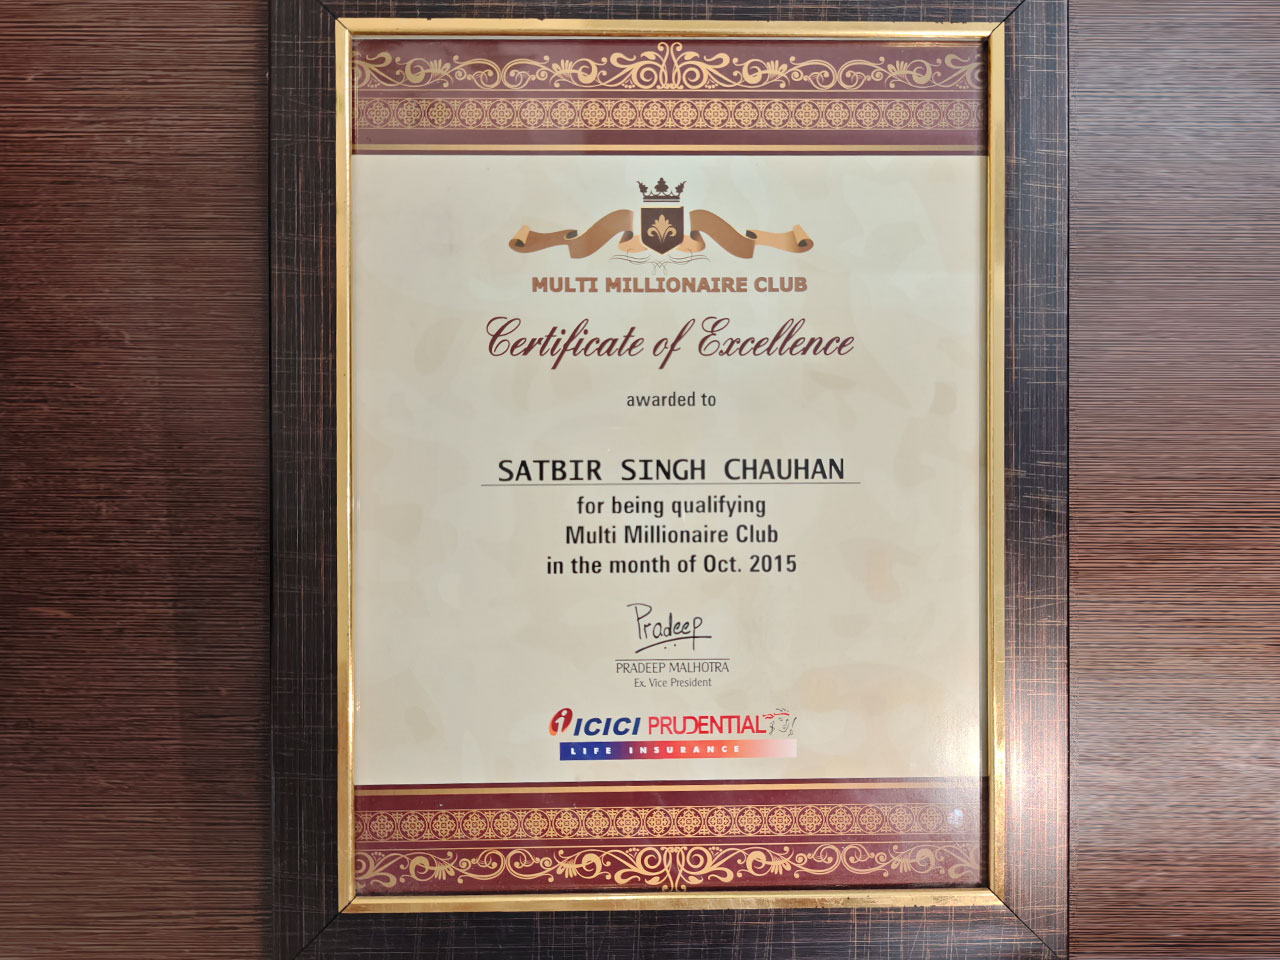 MULTI MILLIONAIRE CLUB
Certificate of Excellence
awarded to
SATBIR SINGH CHAUHAN
for being qualifying
Multi Millionaire Club
in the month of Oct. 2015
Pradeep
PRADEEP MALHOTRA
Ex. Vice President
ICICI PRUDENTIAL
LIFE INSURANCE